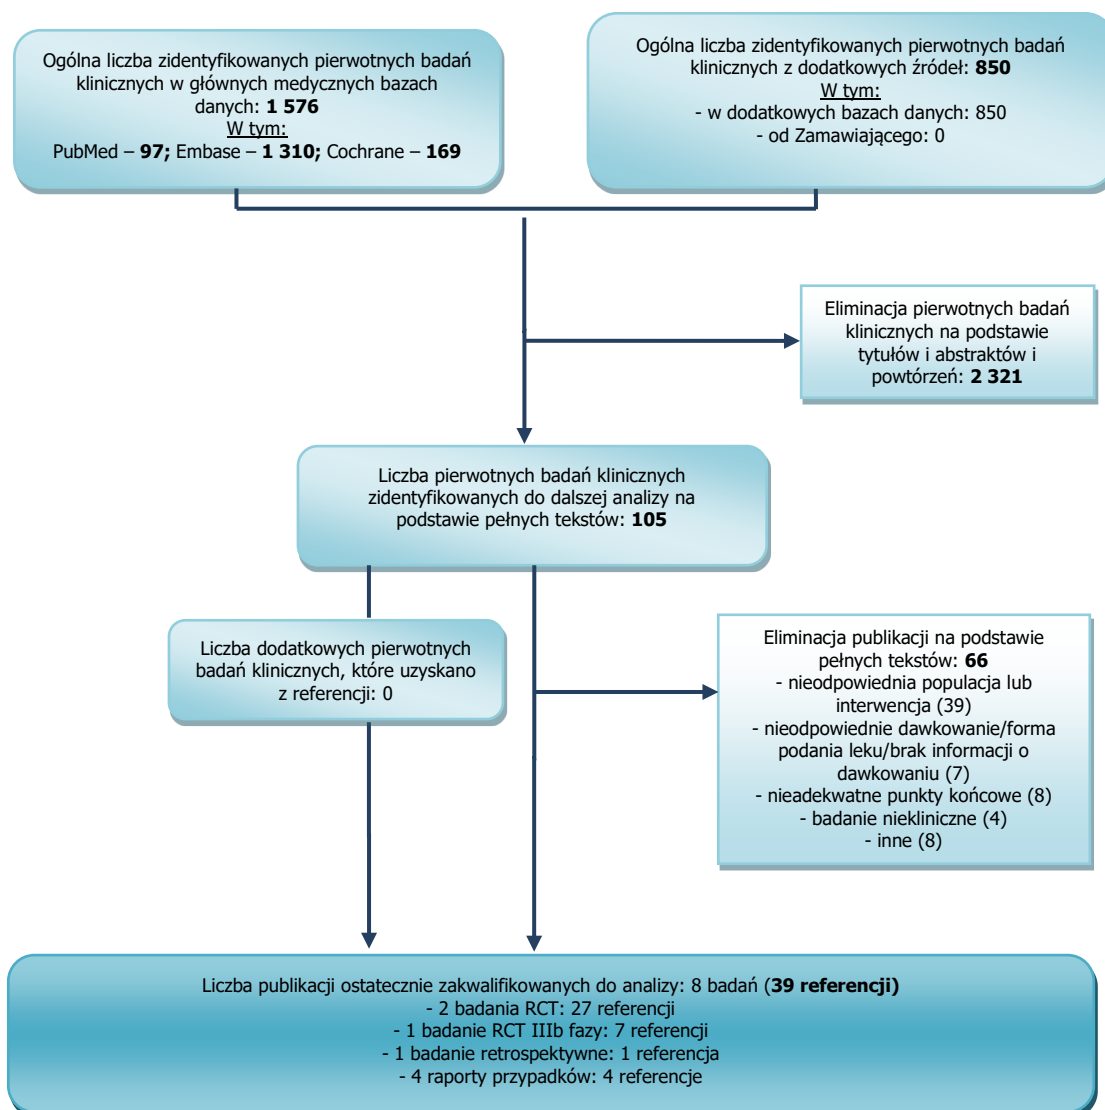 Ogólna liczba zidentyfikowanych pierwotnych badań
klinicznych w głównych medycznych bazach
danych: 1 576
W tym:
PubMed – 97; Embase – 1 310; Cochrane – 169
Ogólna liczba zidentyfikowanych pierwotnych badań
klinicznych z dodatkowych źródeł: 850
W tym:
- w dodatkowych bazach danych: 850
- od Zamawiającego: 0
Eliminacja pierwotnych badań
klinicznych na podstawie
tytułów i abstraktów i
powtórzeń: 2 321
Liczba pierwotnych badań klinicznych
zidentyfikowanych do dalszej analizy na
podstawie pełnych tekstów: 105
Liczba dodatkowych pierwotnych
badań klinicznych, które uzyskano
z referencji: 0
Eliminacja publikacji na podstawie
pełnych tekstów: 66
- nieodpowiednia populacja lub
interwencja (39)
- nieodpowiednie dawkowanie/forma
podania leku/brak informacji o
dawkowaniu (7)
- nieadekwatne punkty końcowe (8)
- badanie niekliniczne (4)
- inne (8)
Liczba publikacji ostatecznie zakwalifikowanych do analizy: 8 badań (39 referencji)
- 2 badania RCT: 27 referencji
- 1 badanie RCT IIIb fazy: 7 referencji
- 1 badanie retrospektywne: 1 referencja
- 4 raporty przypadków: 4 referencje